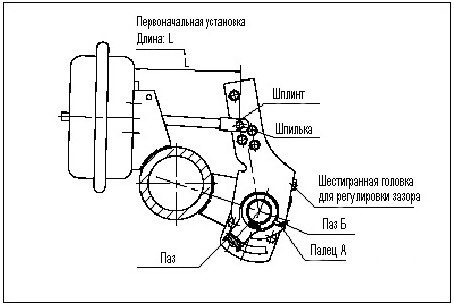 Первоначальная установка
Длина: L
L
Шплинт
Шпилька
Шестигранная головка
для регулировки зазора
Паз Б
Палец А
Паз